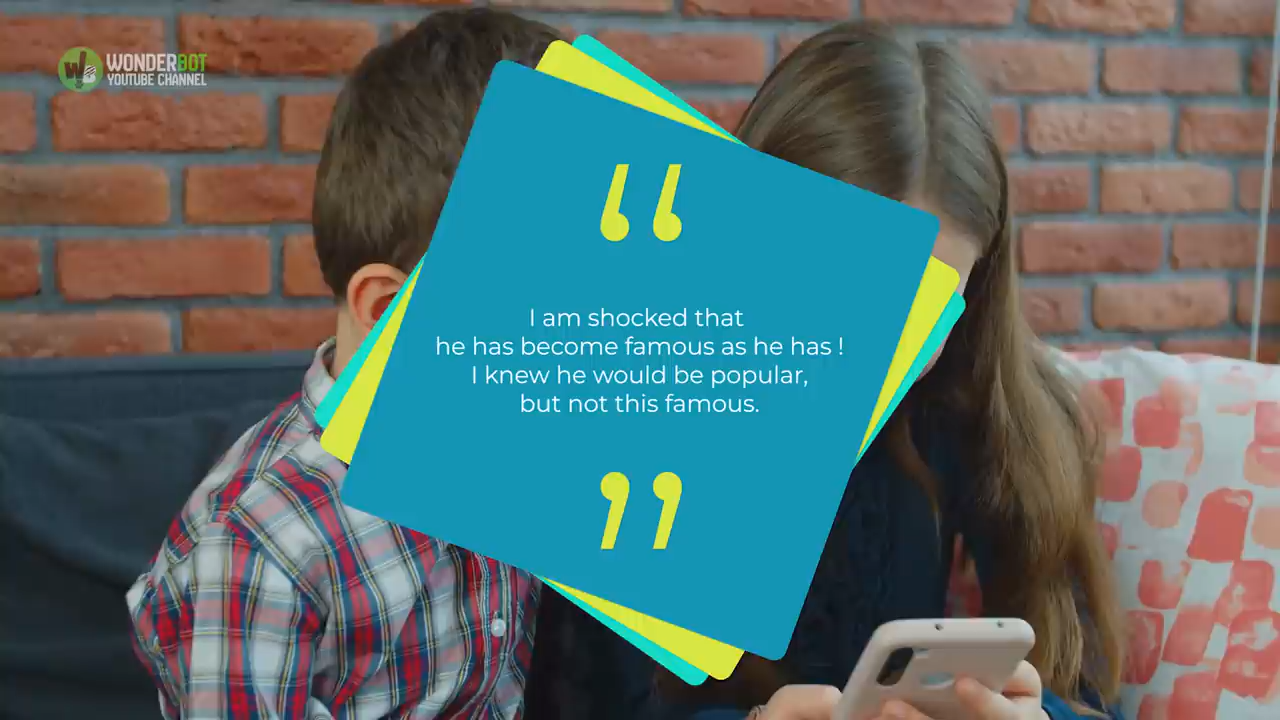 WONDERBOT
YOUTUBE CHANNEL
“
I am shocked that
he has become famous as he has !
I knew he would be popular,
but not this famous.
”